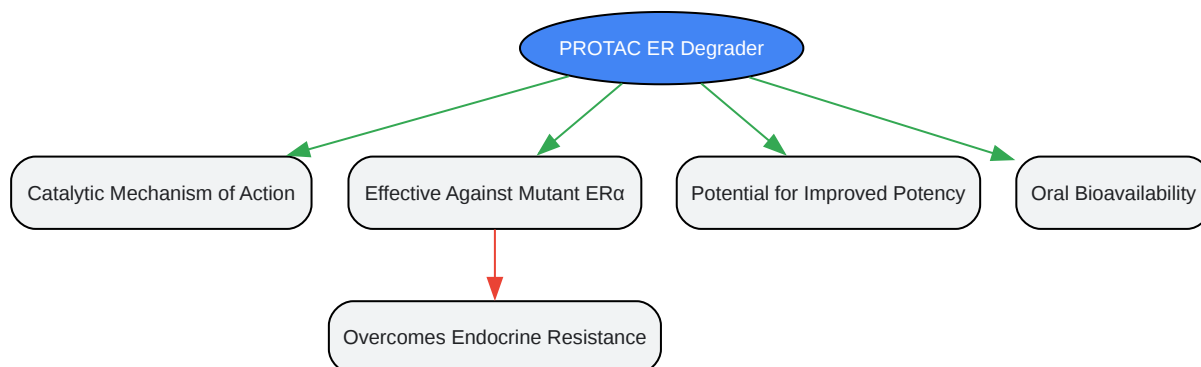 PROTAC ER Degrader
Catalytic Mechanism of Action
Effective Against Mutant ERα
Potential for Improved Potency
Oral Bioavailability
Overcomes Endocrine Resistance